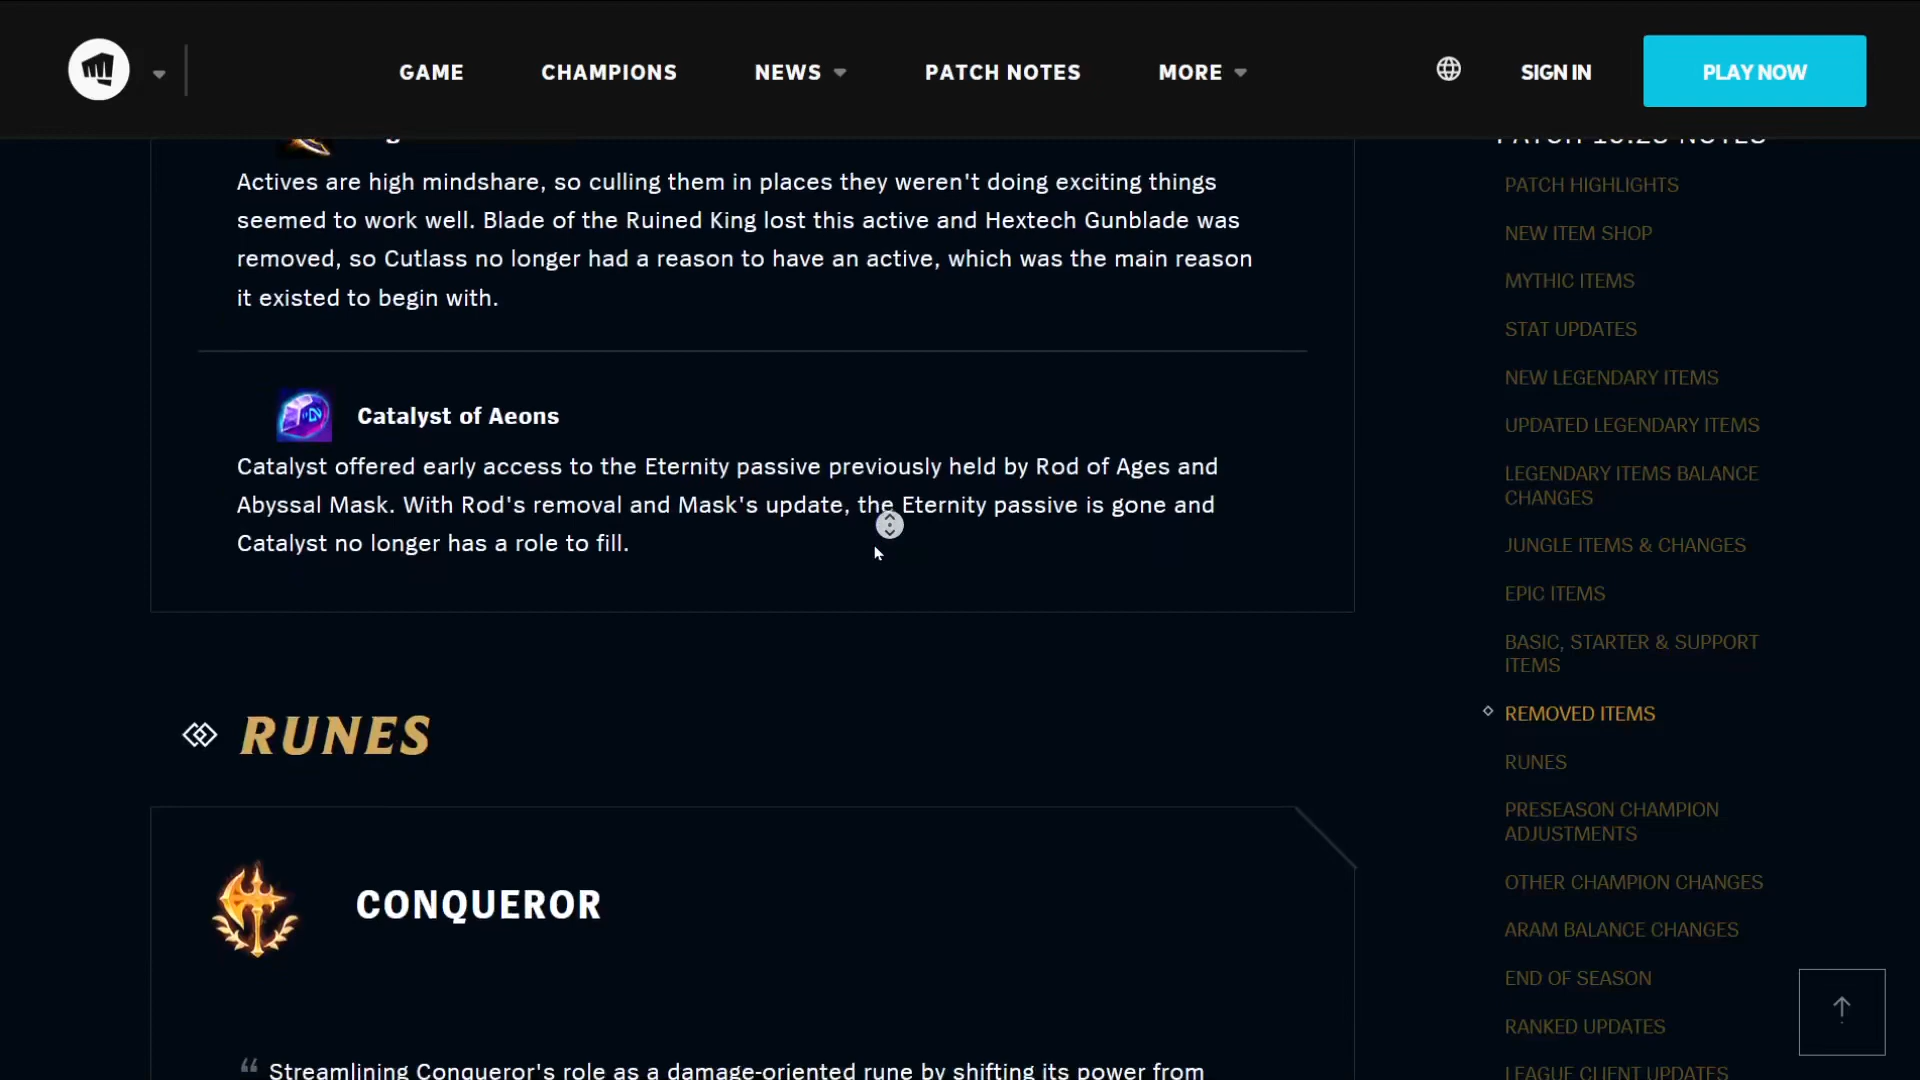 GAME
CHAMPIONS
NEWS
PATCH NOTES
MORE
SIGN IN
PLAY NOW
Actives are high mindshare, so culling them in places they weren't doing exciting things
seemed to work well. Blade of the Ruined King lost this active and Hextech Gunblade was
removed, so Cutlass no longer had a reason to have an active, which was the main reason
it existed to begin with.
Catalyst of Aeons
Catalyst offered early access to the Eternity passive previously held by Rod of Ages and
Abyssal Mask. With Rod's removal and Mask's update, the Eternity passive is gone and
Catalyst no longer has a role to fill.
RUNES
CONQUEROR
“ Streamlining Conqueror's role as a damage-oriented rune by shifting its power from
PATCH 10.23 NOTES
PATCH HIGHLIGHTS
NEW ITEM SHOP
MYTHIC ITEMS
STAT UPDATES
NEW LEGENDARY ITEMS
UPDATED LEGENDARY ITEMS
LEGENDARY ITEMS BALANCE
CHANGES
JUNGLE ITEMS & CHANGES
EPIC ITEMS
BASIC, STARTER & SUPPORT
ITEMS
REMOVED ITEMS
RUNES
PRESEASON CHAMPION
ADJUSTMENTS
OTHER CHAMPION CHANGES
ARAM BALANCE CHANGES
END OF SEASON
RANKED UPDATES
LEAGUE CLIENT UPDATES